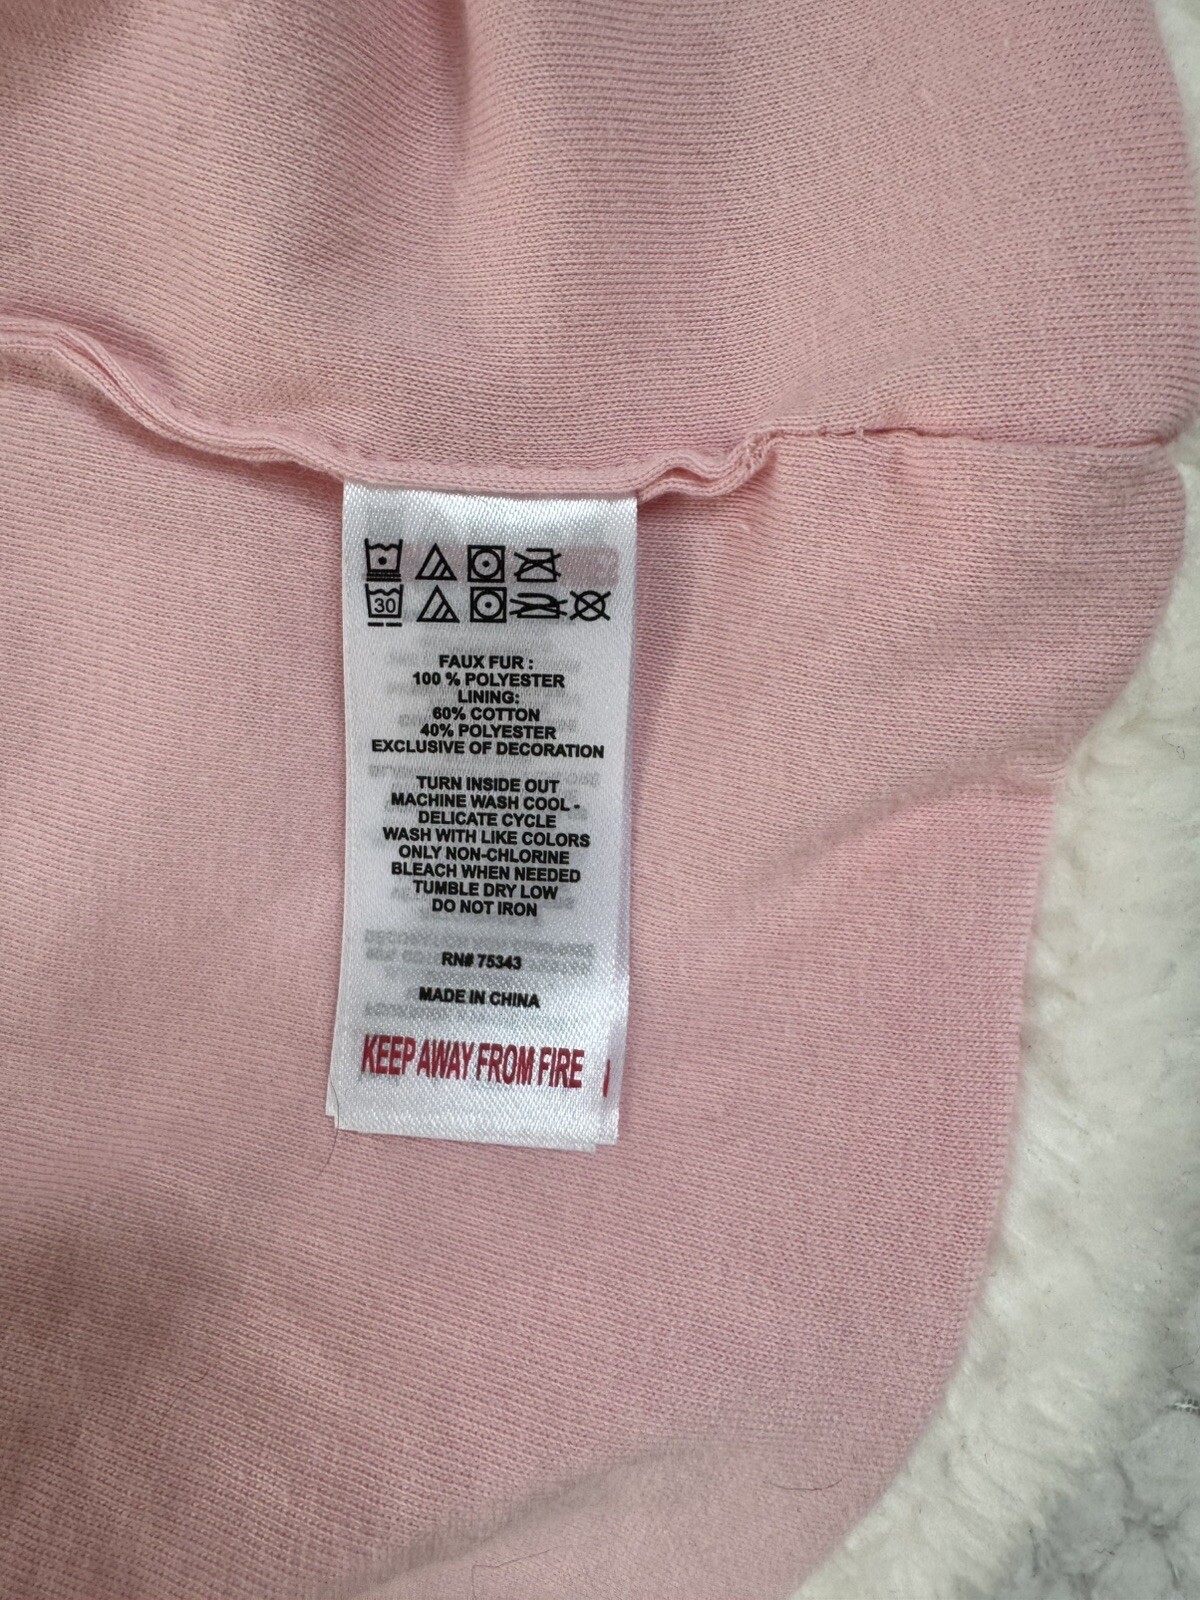 30
FAUX FUR :
100 % POLYESTER
LINING:
60% COTTON
40% POLYESTER
EXCLUSIVE OF DECORATION
TURN INSIDE OUT
MACHINE WASH COOL -
DELICATE CYCLE
WASH WITH LIKE COLORS
ONLY NON-CHLORINE
BLEACH WHEN NEEDED
TUMBLE DRY LOW
DO NOT IRON
RN# 75343
MADE IN CHINA
KEEP AWAY FROM FIRE